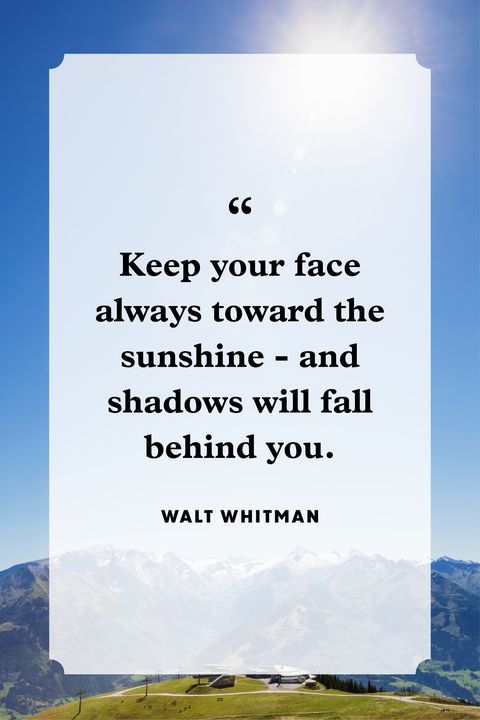 “
Keep your face
always toward the
sunshine - and
shadows will fall
behind you.
WALT WHITMAN